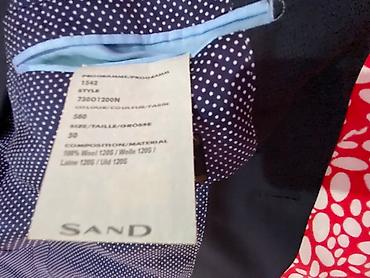 PROGRAMME/PROGRAMM
1542
STYLE
730O1200N
COLOUR/COULEUR/FARBE
560
SIZE/TAILLE/GRÖSSE
50
COMPOSITION/MATERIAL
100% Wool 120S / Wolle 120S /
Laine 120S / Uld 120S
SAND